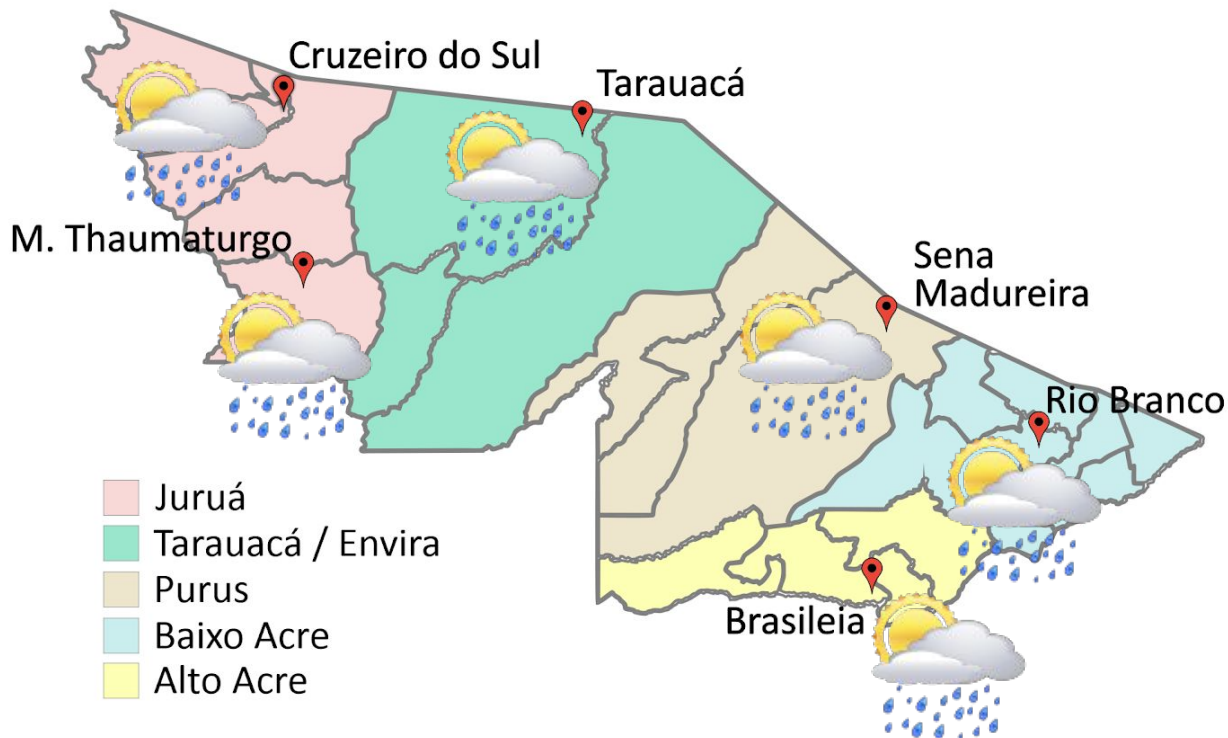 Cruzeiro do Sul
Tarauacá
M. Thaumaturgo
Sena
Madureira
Rio Branco
Brasileia
Juruá
Tarauacá / Envira
Purus
Baixo Acre
Alto Acre